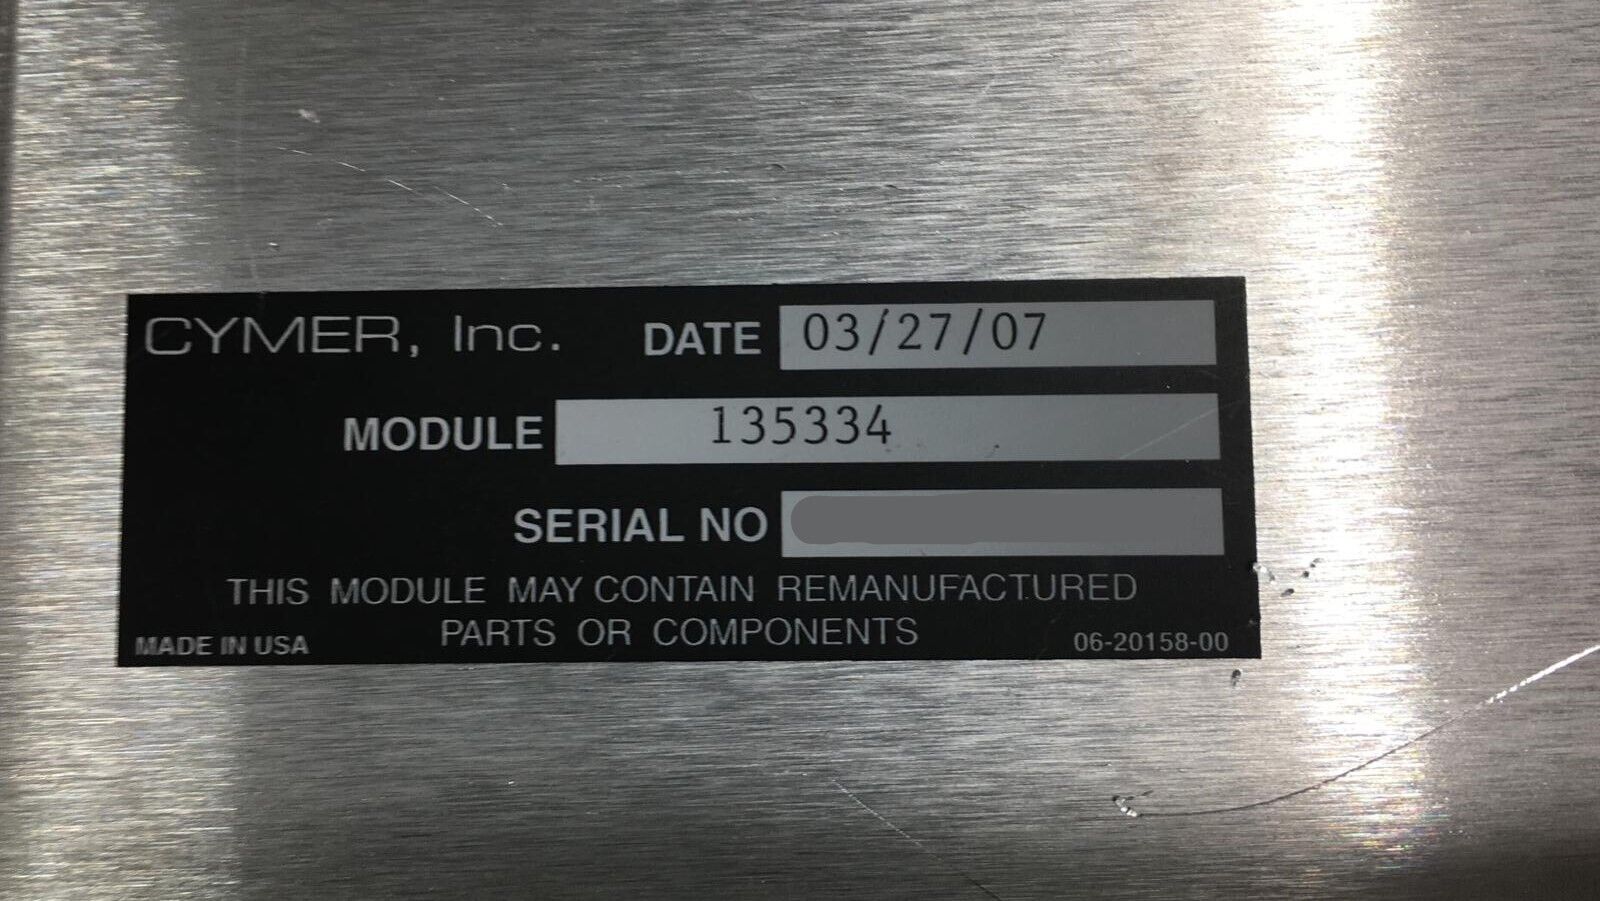 CYMER, Inc. DATE 03/27/07
MODULE 135334
SERIAL NO
THIS MODULE MAY CONTAIN REMANUFACTURED
PARTS OR COMPONENTS
MADE IN USA
06-20158-00